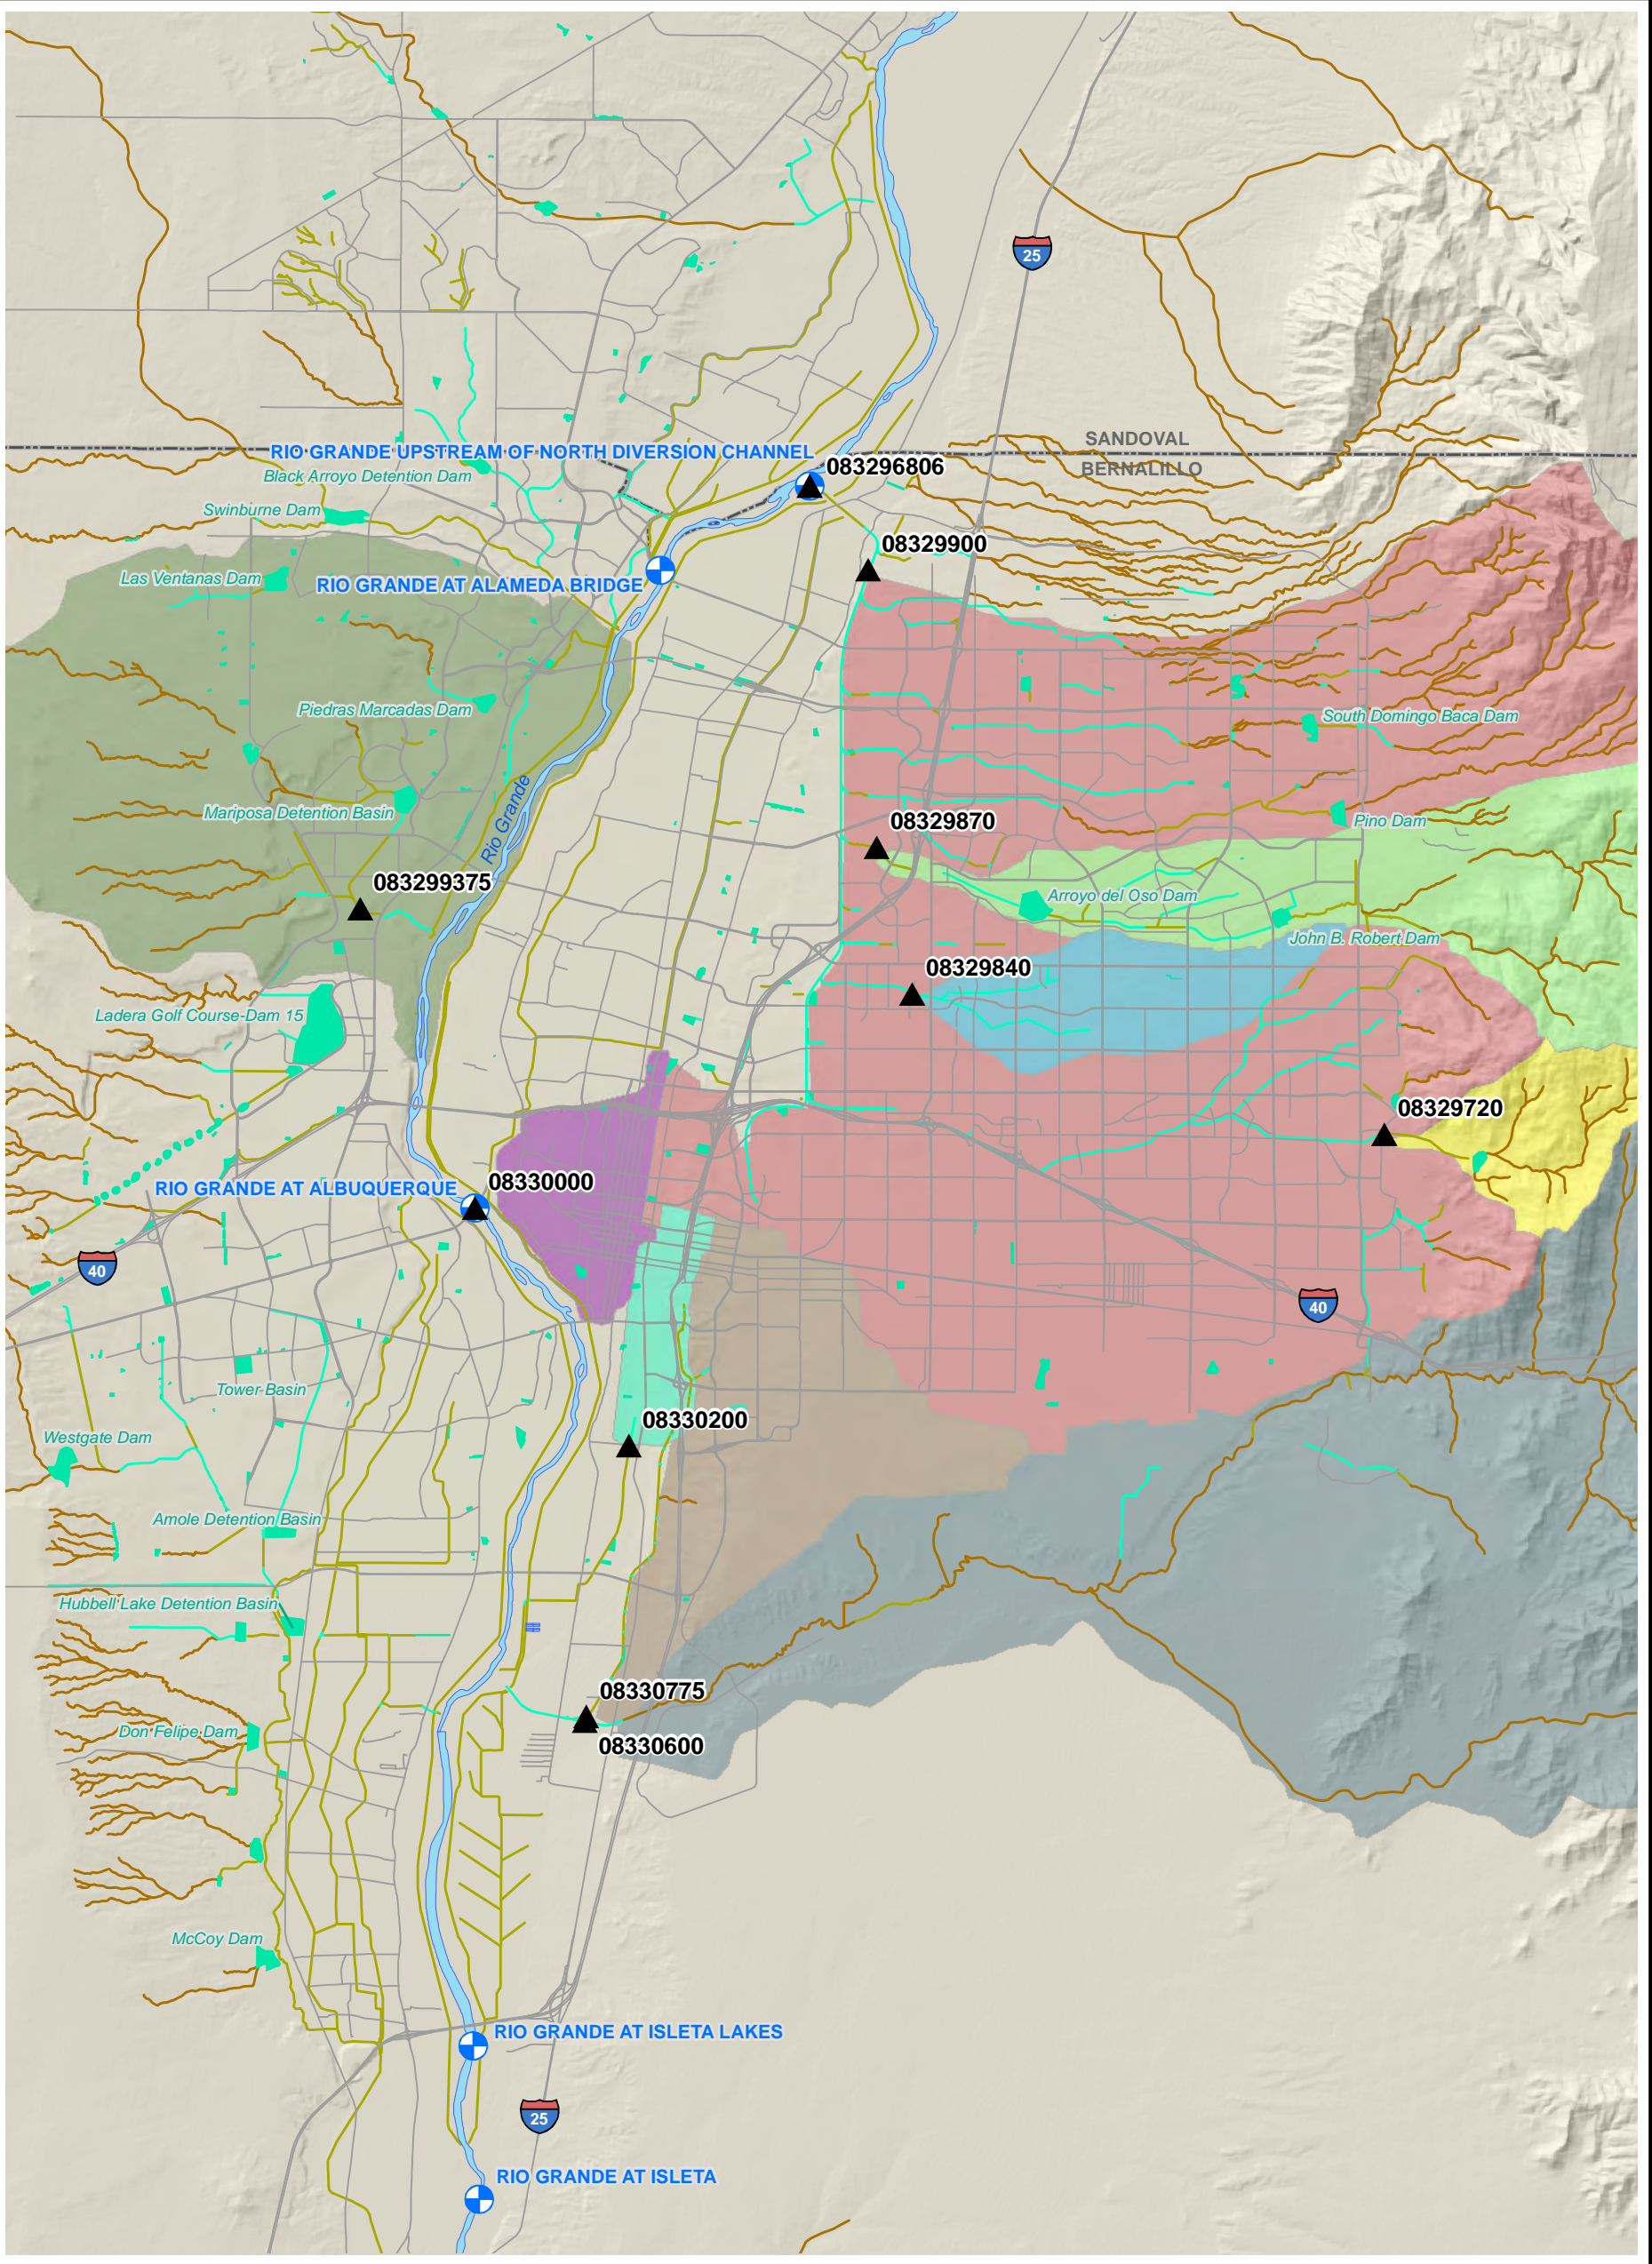 25
SANDOVAL
RIO GRANDE UPSTREAM OF NORTH DIVERSION CHANNEL
083296806
BERNALILLO
Black Arroyo Detention Dam
Swinburne Dam
08329900
Las Ventanas Dam
RIO GRANDE AT ALAMEDA BRIDGE
Piedras Marcadas Dam
South Domingo Baca Dam
Mariposa Detention Basin
Rio Grande
08329870
Pino Dam
083299375
Arroyo del Oso Dam
John B. Robert Dam
08329840
Ladera Golf Course-Dam 15
08329720
08330000
RIO GRANDE AT ALBUQUERQUE
40
40
Tower Basin
08330200
Westgate Dam
Amole Detention Basin
Hubbell Lake Detention Basin
08330775
Don Felipe Dam
08330600
McCoy Dam
RIO GRANDE AT ISLETA LAKES
25
RIO GRANDE AT ISLETA